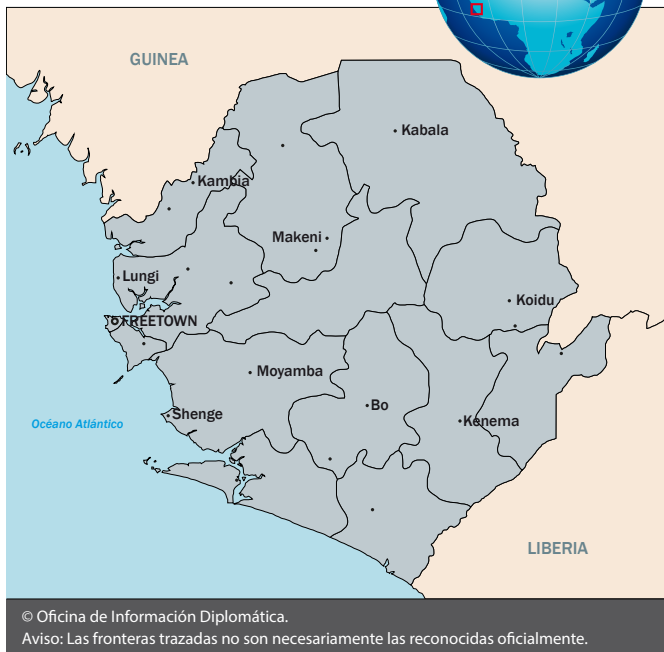 GUINEA
Kabala
Kambia
Makeni
Lungi
Koidu
FREETOWN
Moyamba
Bo
Shenge
Kenema
Océano Atlántico
LIBERIA
© Oficina de Información Diplomática.
Aviso: Las fronteras trazadas no son necesariamente las reconocidas oficialmente.